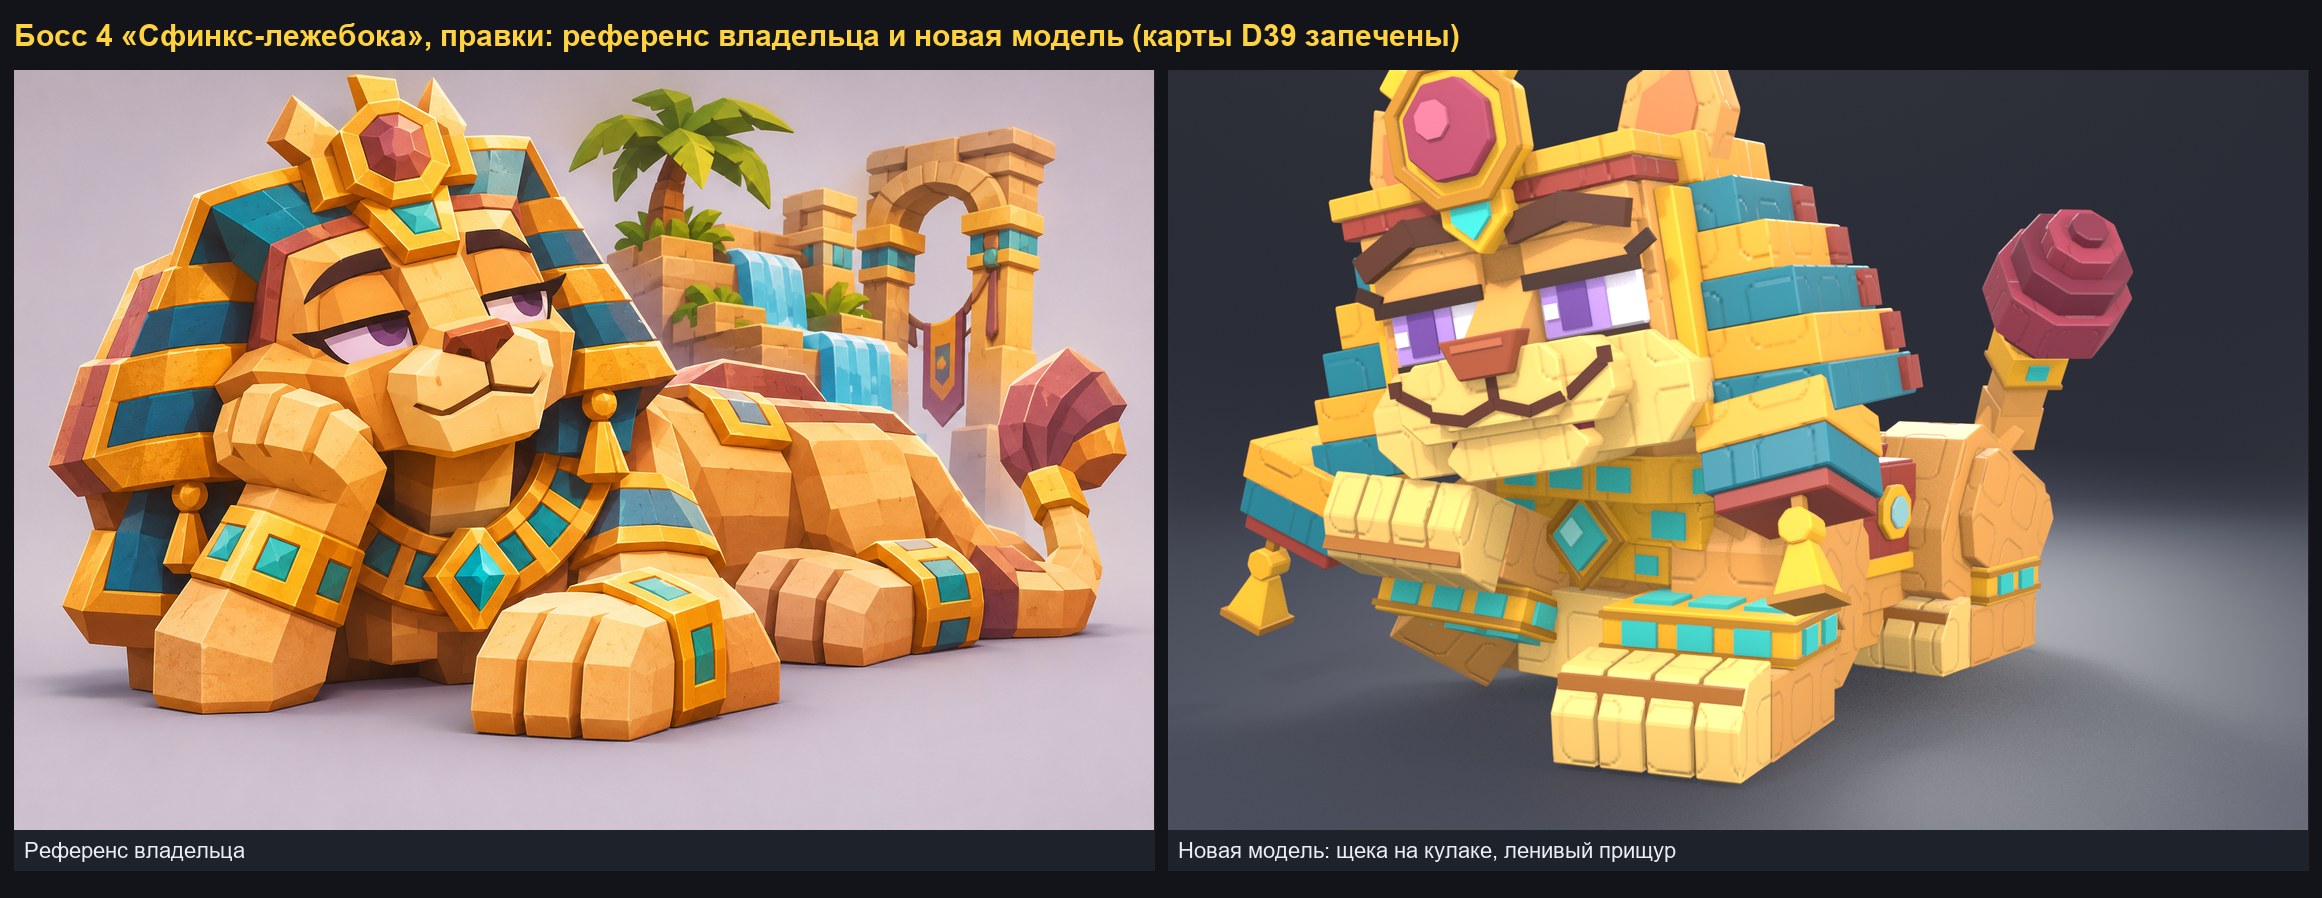 Босс 4 «Сфинкс-лежебока», правки: референс владельца и новая модель (карты D39 запечены)
Референс владельца
Новая модель: щека на кулаке, ленивый прищур